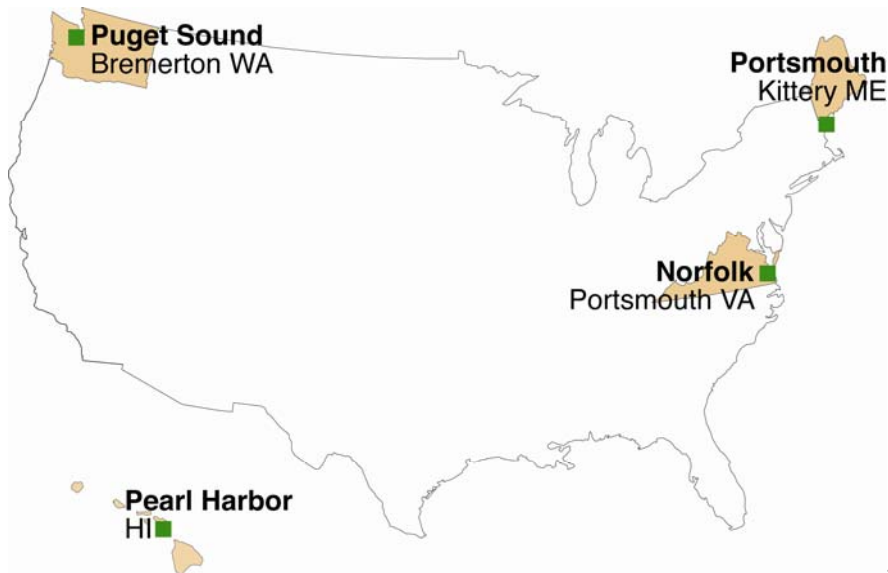 Puget Sound
Bremerton WA
Portsmouth
Kittery ME
Norfolk
Portsmouth VA
Pearl Harbor
HI